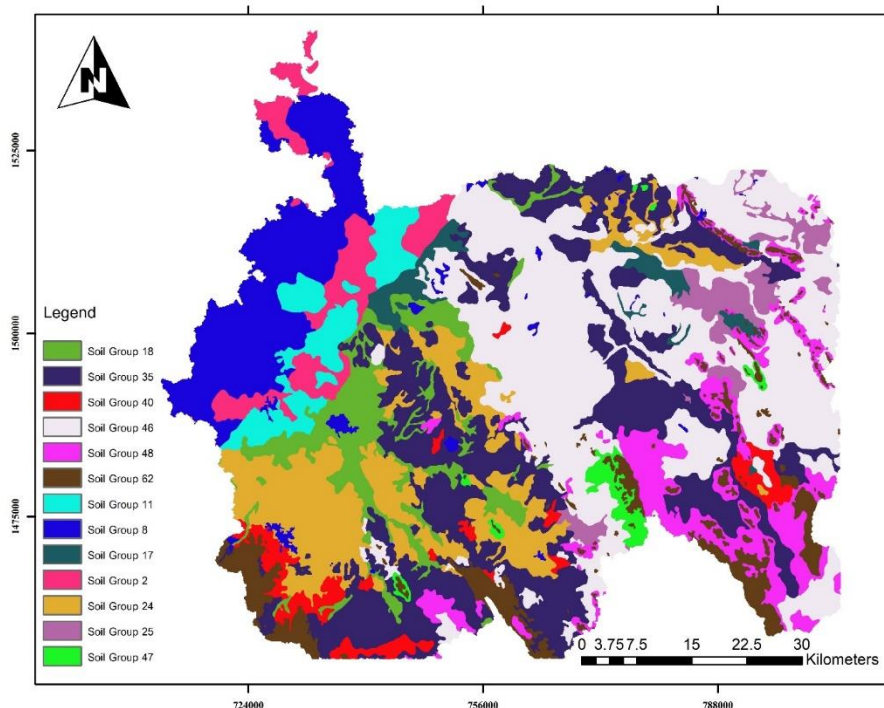 N
1525000
1500000
1475000
Legend
Soil Group 18
Soil Group 35
Soil Group 40
Soil Group 46
Soil Group 48
Soil Group 62
Soil Group 11
Soil Group 8
Soil Group 17
Soil Group 2
Soil Group 24
Soil Group 25
Soil Group 47
0 3.75 7.5 15 22.5 30
Kilometers
724000 756000 788000